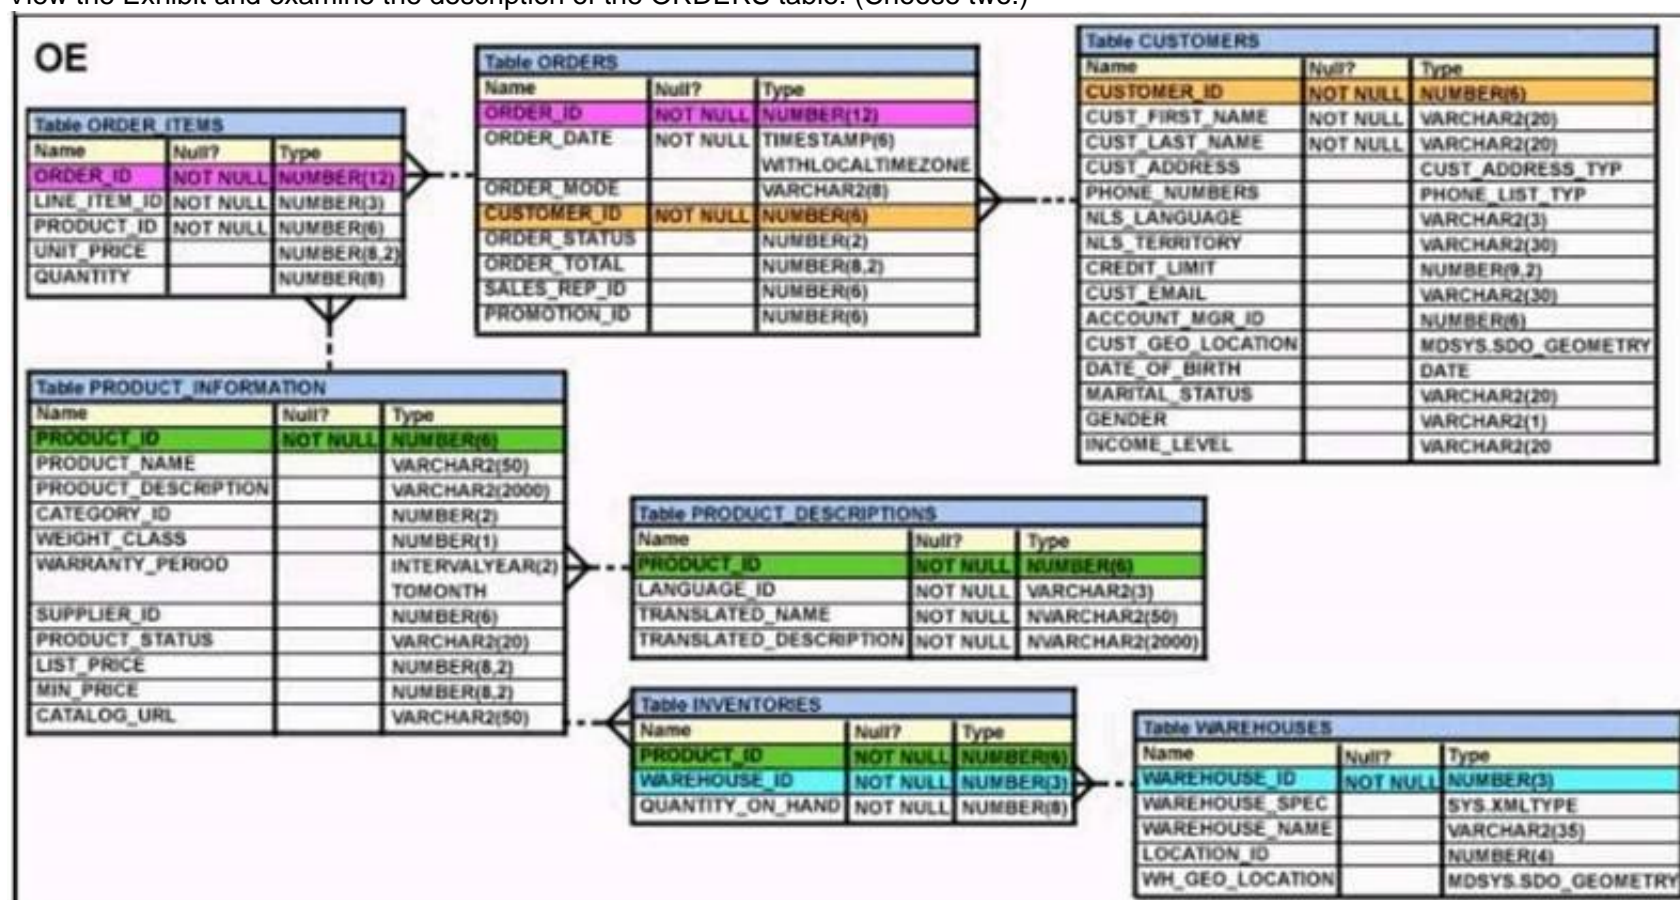 View the Exhibit and examine the description of the ORDERS table. (Choose two.)
OE
Table ORDER_ITEMS
Name Null? Type
ORDER_ID NOT NULL NUMBER(12)
LINE_ITEM_ID NOT NULL NUMBER(3)
PRODUCT_ID NOT NULL NUMBER(6)
UNIT_PRICE NUMBER(8,2)
QUANTITY NUMBER(8)
Table ORDERS
Name Null? Type
ORDER_ID NOT NULL NUMBER(12)
ORDER_DATE NOT NULL TIMESTAMP(6)
WITHLOCALTIMEZONE
ORDER_MODE VARCHAR2(8)
CUSTOMER_ID NOT NULL NUMBER(6)
ORDER_STATUS NUMBER(2)
ORDER_TOTAL NUMBER(8,2)
SALES_REP_ID NUMBER(6)
PROMOTION_ID NUMBER(6)
Table CUSTOMERS
Name Null? Type
CUSTOMER_ID NOT NULL NUMBER(6)
CUST_FIRST_NAME NOT NULL VARCHAR2(20)
CUST_LAST_NAME NOT NULL VARCHAR2(20)
CUST_ADDRESS CUST_ADDRESS_TYP
PHONE_NUMBERS PHONE_LIST_TYP
NLS_LANGUAGE VARCHAR2(3)
NLS_TERRITORY VARCHAR2(30)
CREDIT_LIMIT NUMBER(9,2)
CUST_EMAIL VARCHAR2(30)
ACCOUNT_MGR_ID NUMBER(6)
CUST_GEO_LOCATION MDSYS.SDO_GEOMETRY
DATE_OF_BIRTH DATE
MARITAL_STATUS VARCHAR2(20)
GENDER VARCHAR2(1)
INCOME_LEVEL VARCHAR2(20
Table PRODUCT_INFORMATION
Name Null? Type
PRODUCT_ID NOT NULL NUMBER(6)
PRODUCT_NAME VARCHAR2(50)
PRODUCT_DESCRIPTION VARCHAR2(2000)
CATEGORY_ID NUMBER(2)
WEIGHT_CLASS NUMBER(1)
WARRANTY_PERIOD INTERVALYEAR(2)
TOMONTH
SUPPLIER_ID NUMBER(6)
PRODUCT_STATUS VARCHAR2(20)
LIST_PRICE NUMBER(8,2)
MIN_PRICE NUMBER(8,2)
CATALOG_URL VARCHAR2(50)
Table PRODUCT_DESCRIPTIONS
Name Null? Type
PRODUCT_ID NOT NULL NUMBER(6)
LANGUAGE_ID NOT NULL VARCHAR2(3)
TRANSLATED_NAME NOT NULL NVARCHAR2(50)
TRANSLATED_DESCRIPTION NOT NULL NVARCHAR2(2000)
Table INVENTORIES
Name Null? Type
PRODUCT_ID NOT NULL NUMBER(6)
WAREHOUSE_ID NOT NULL NUMBER(3)
QUANTITY_ON_HAND NOT NULL NUMBER(8)
Table WAREHOUSES
Name Null? Type
WAREHOUSE_ID NOT NULL NUMBER(3)
WAREHOUSE_SPEC SYS.XMLTYPE
WAREHOUSE_NAME VARCHAR2(35)
LOCATION_ID NUMBER(4)
WH_GEO_LOCATION MDSYS.SDO_GEOMETRY